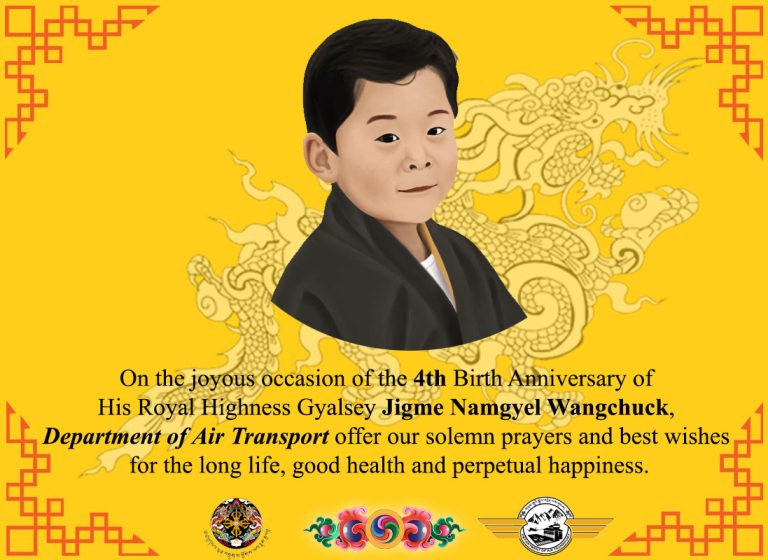 On the joyous occasion of the 4th Birth Anniversary of
His Royal Highness Gyalsey Jigme Namgyel Wangchuck,
Department of Air Transport offer our solemn prayers and best wishes
for the long life, good health and perpetual happiness.